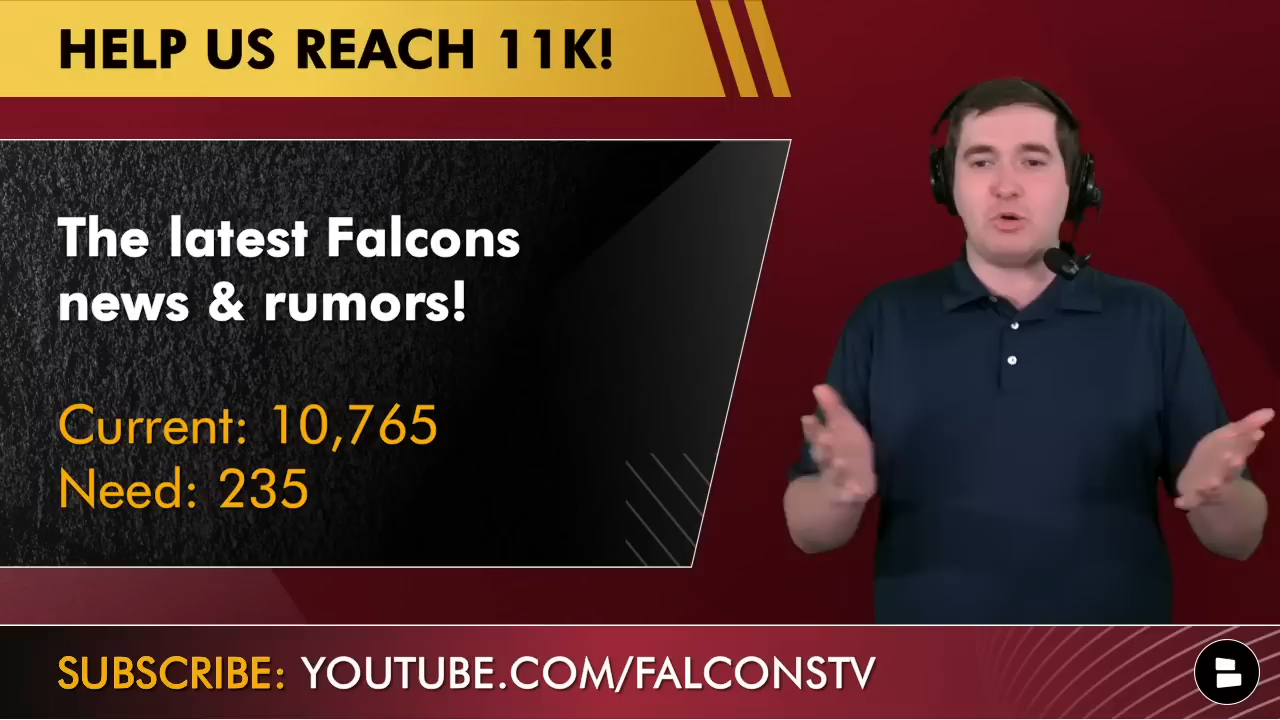 HELP US REACH 11K!
The latest Falcons
news & rumors!
Current: 10,765
Need: 235
SUBSCRIBE: YOUTUBE.COM/FALCONSTV